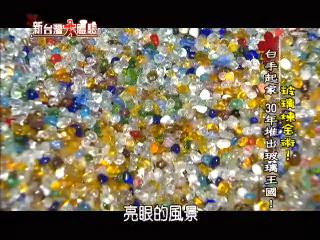 新台灣大體驗
玻璃煉金術!
白手起家 30年堆出玻璃王國!
亮眼的風景